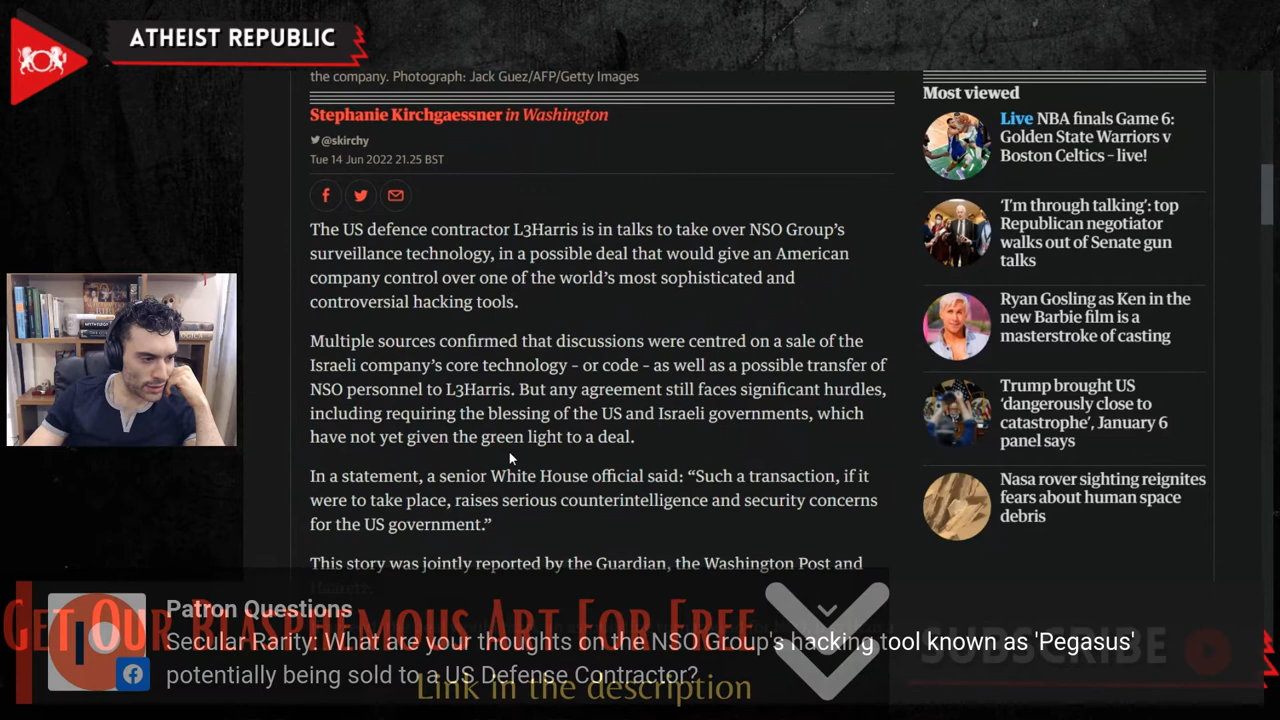 ATHEIST REPUBLIC
the company. Photograph: Jack Guez/AFP/Getty Images
Stephanie Kirchgaessner in Washington
@skirchy
Tue 14 Jun 2022 21.25 BST
The US defence contractor L3Harris is in talks to take over NSO Group's
surveillance technology, in a possible deal that would give an American
company control over one of the world's most sophisticated and
controversial hacking tools.
Multiple sources confirmed that discussions were centred on a sale of the
Israeli company's core technology - or code - as well as a possible transfer of
NSO personnel to L3Harris. But any agreement still faces significant hurdles,
including requiring the blessing of the US and Israeli governments, which
have not yet given the green light to a deal.
In a statement, a senior White House official said: “Such a transaction, if it
were to take place, raises serious counterintelligence and security concerns
for the US government.”
This story was jointly reported by the Guardian, the Washington Post and
Haaretz.
Most viewed
Live NBA finals Game 6:
Golden State Warriors v
Boston Celtics – live!
‘I'm through talking’: top
Republican negotiator
walks out of Senate gun
talks
Ryan Gosling as Ken in the
new Barbie film is a
masterstroke of casting
Trump brought US
‘dangerously close to
catastrophe’, January 6
panel says
Nasa rover sighting reignites
fears about human space
debris
Get Our Blasphemous Art For Free
Link in the description
SUBSCRIBE
Patron Questions
Secular Rarity: What are your thoughts on the NSO Group's hacking tool known as 'Pegasus'
potentially being sold to a US Defense Contractor?